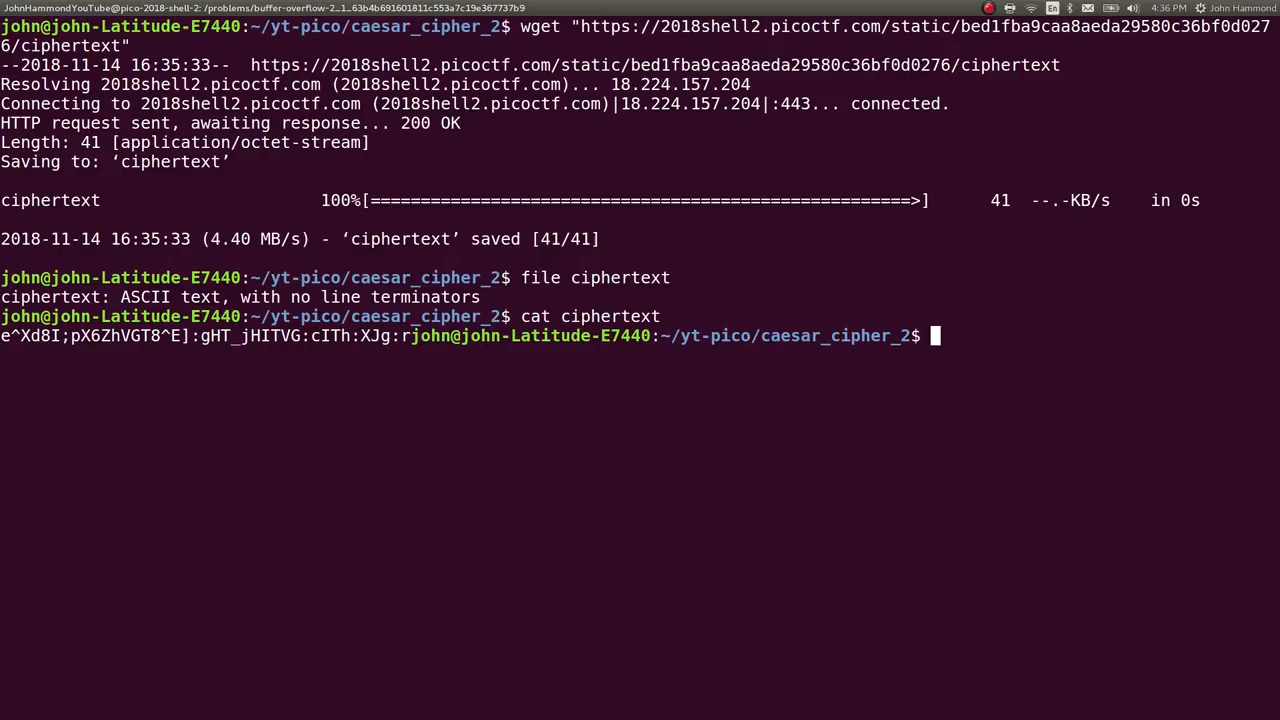 JohnHammondYouTube@pico-2018-shell-2: /problems/buffer-overflow-2_1_63b4b691601811c553a7c19e367737b9
En
4:36 PM
John Hammond
john@john-Latitude-E7440:~/yt-pico/caesar_cipher_2$ wget "https://2018shell2.picoctf.com/static/bed1fba9caa8aeda29580c36bf0d027
6/ciphertext"
--2018-11-14 16:35:33--  https://2018shell2.picoctf.com/static/bed1fba9caa8aeda29580c36bf0d0276/ciphertext
Resolving 2018shell2.picoctf.com (2018shell2.picoctf.com)... 18.224.157.204
Connecting to 2018shell2.picoctf.com (2018shell2.picoctf.com)|18.224.157.204|:443... connected.
HTTP request sent, awaiting response... 200 OK
Length: 41 [application/octet-stream]
Saving to: ‘ciphertext’
ciphertext                      100%[======================================================>]      41  --.-KB/s    in 0s
2018-11-14 16:35:33 (4.40 MB/s) - ‘ciphertext’ saved [41/41]
john@john-Latitude-E7440:~/yt-pico/caesar_cipher_2$ file ciphertext
ciphertext: ASCII text, with no line terminators
john@john-Latitude-E7440:~/yt-pico/caesar_cipher_2$ cat ciphertext
e^Xd8I;pX6ZhVGT8^E]:gHT_jHITVG:cITh:XJg:rjohn@john-Latitude-E7440:~/yt-pico/caesar_cipher_2$